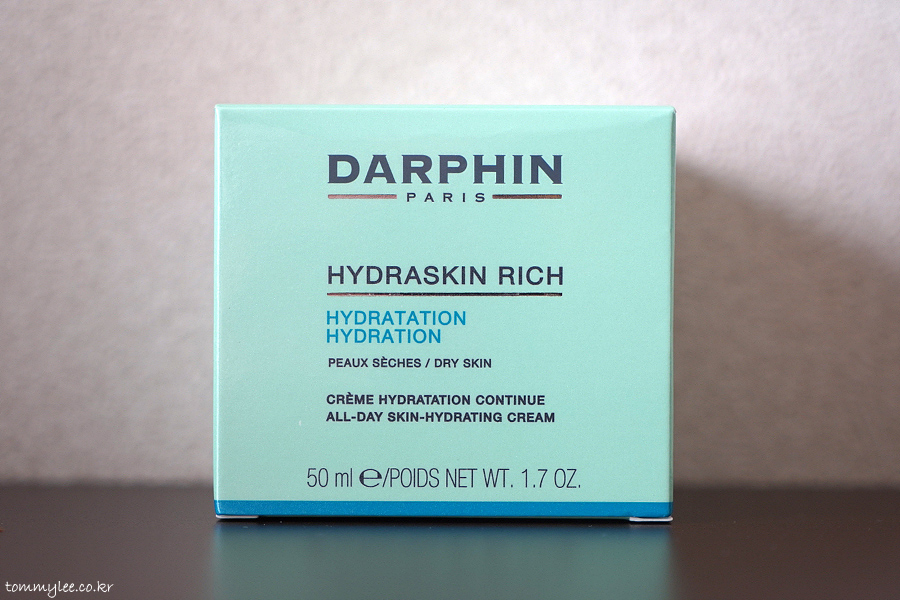 DARPHIN
PARIS
HYDRASKIN RICH
HYDRATATION
HYDRATION
PEAUX SÈCHES / DRY SKIN
CRÈME HYDRATATION CONTINUE
ALL-DAY SKIN-HYDRATING CREAM
50 ml ℮/POIDS NET WT. 1.7 OZ.
tommylee.co.kr